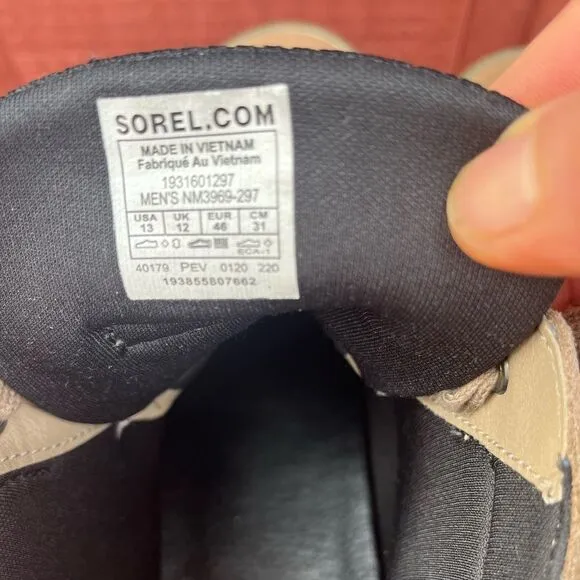 SOREL.COM
MADE IN VIETNAM
Fabriqué Au Vietnam
1931601297
MEN'S NM3969-297
USA UK EUR CM
13 12 46 31
ECA-1
40179 PEV 0120 220
193855807662